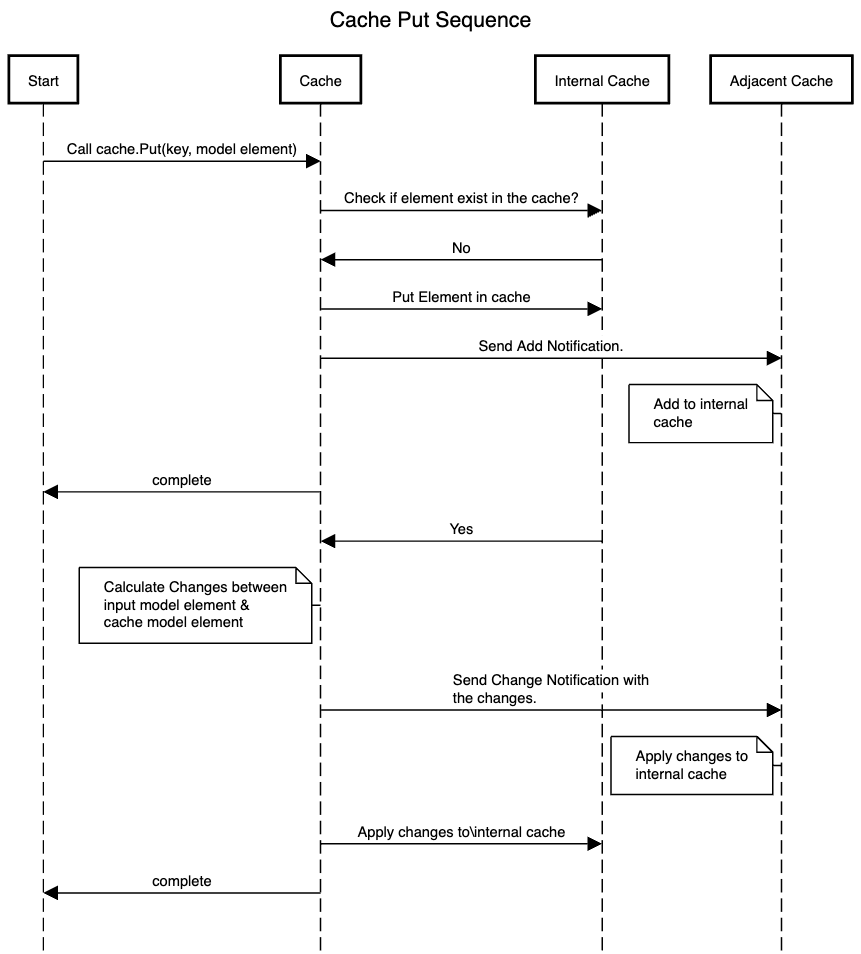 Cache Put Sequence
Start
Cache
Internal Cache
Adjacent Cache
Call cache.Put(key, model element)
Check if element exist in the cache?
No
Put Element in cache
Send Add Notification.
Add to internal
cache
complete
Yes
Calculate Changes between
input model element &
cache model element
Send Change Notification with
the changes.
Apply changes to
internal cache
Apply changes to\internal cache
complete